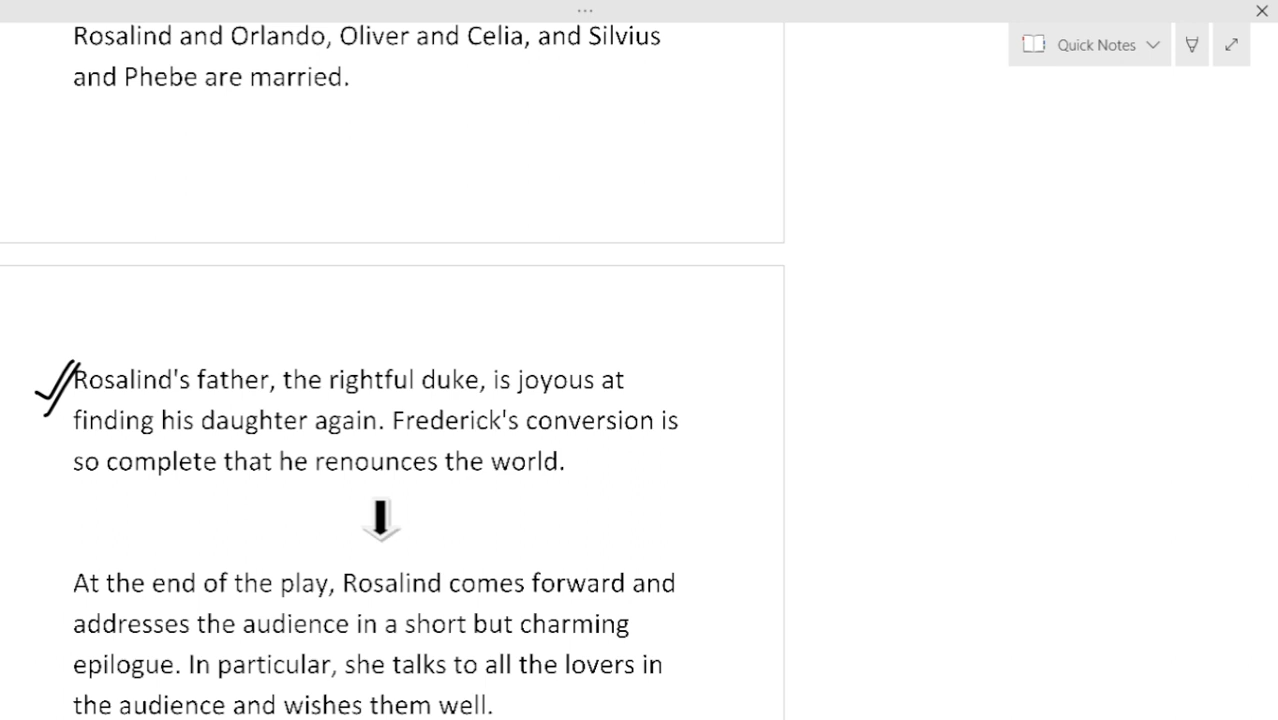 ...
Rosalind and Orlando, Oliver and Celia, and Silvius
Quick Notes
and Phebe are married.
Rosalind's father, the rightful duke, is joyous at
finding his daughter again. Frederick's conversion is
so complete that he renounces the world.
At the end of the play, Rosalind comes forward and
addresses the audience in a short but charming
epilogue. In particular, she talks to all the lovers in
the audience and wishes them well.